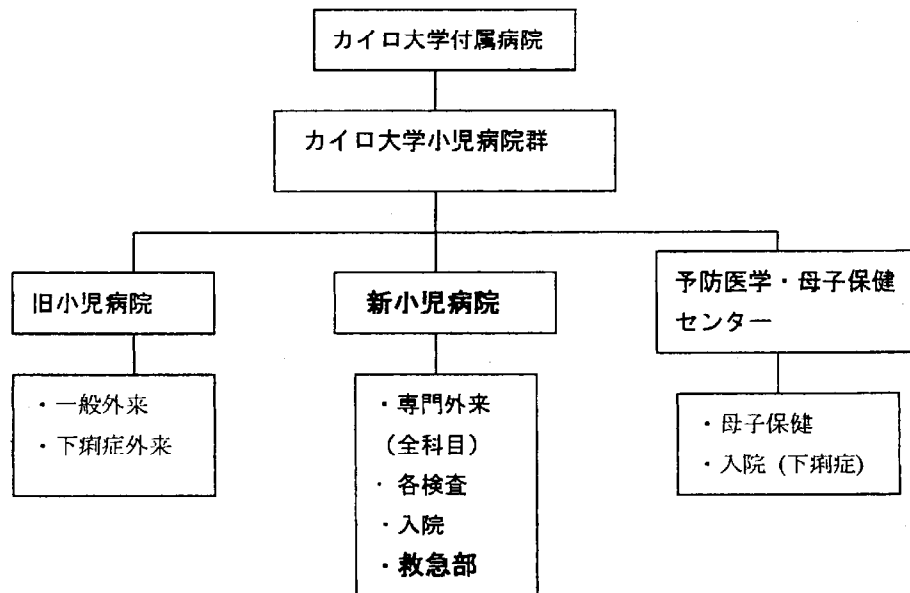 カイロ大学付属病院
カイロ大学小児病院群
旧小児病院
新小児病院
予防医学・母子保健
センター
・一般外来
・下痢症外来
・専門外来
（全科目）
・各検査
・入院
・救急部
・母子保健
・入院 (下痢症)